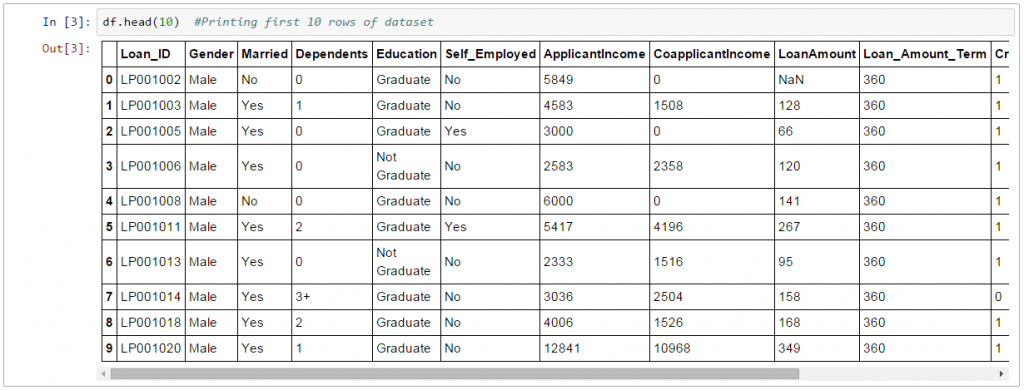 In [3]: df.head(10)  #Printing first 10 rows of dataset
Out[3]:
Loan_ID Gender Married Dependents Education Self_Employed ApplicantIncome CoapplicantIncome LoanAmount Loan_Amount_Term Cr
0 LP001002 Male No 0 Graduate No 5849 0 NaN 360 1
1 LP001003 Male Yes 1 Graduate No 4583 1508 128 360 1
2 LP001005 Male Yes 0 Graduate Yes 3000 0 66 360 1
3 LP001006 Male Yes 0 Not Graduate No 2583 2358 120 360 1
4 LP001008 Male No 0 Graduate No 6000 0 141 360 1
5 LP001011 Male Yes 2 Graduate Yes 5417 4196 267 360 1
6 LP001013 Male Yes 0 Not Graduate No 2333 1516 95 360 1
7 LP001014 Male Yes 3+ Graduate No 3036 2504 158 360 0
8 LP001018 Male Yes 2 Graduate No 4006 1526 168 360 1
9 LP001020 Male Yes 1 Graduate No 12841 10968 349 360 1